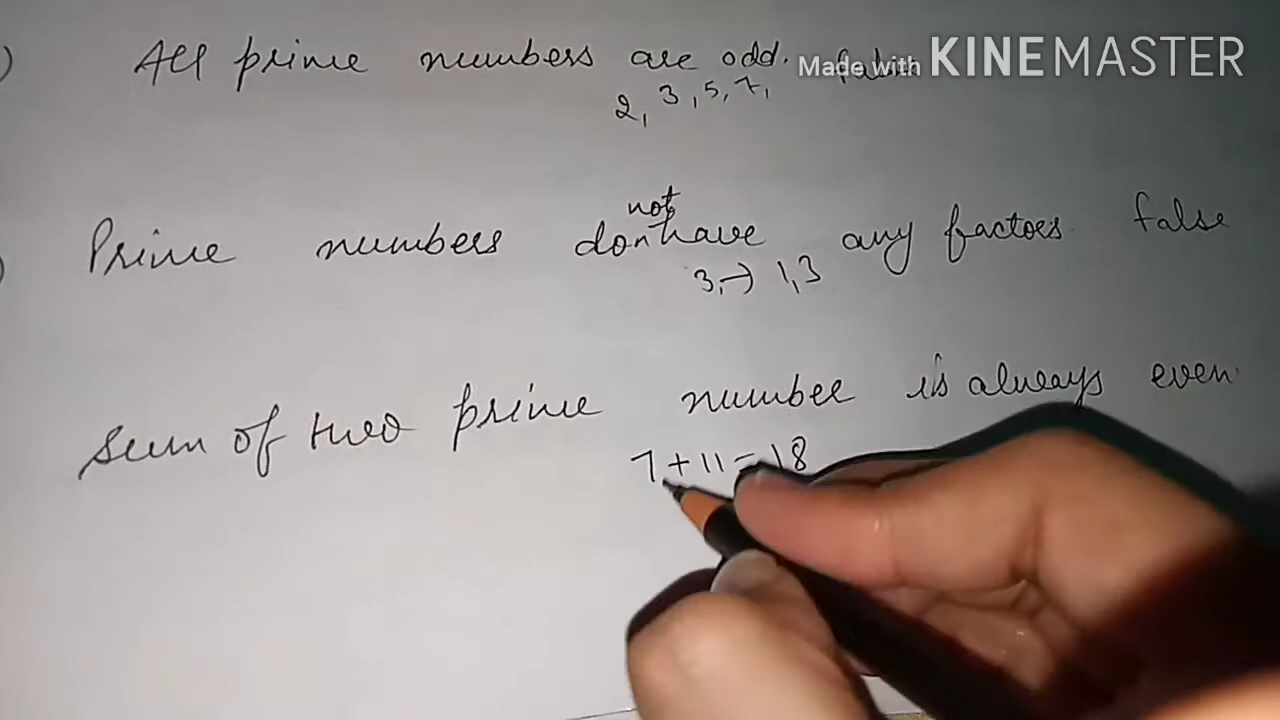 ) All prime numbers are odd. Made with KINEMASTER
2, 3, 5, 7,
not
) Prime numbers don have any factors. false
3, → 1, 3
sum of two prime number is always even.
7 + 11 = 18